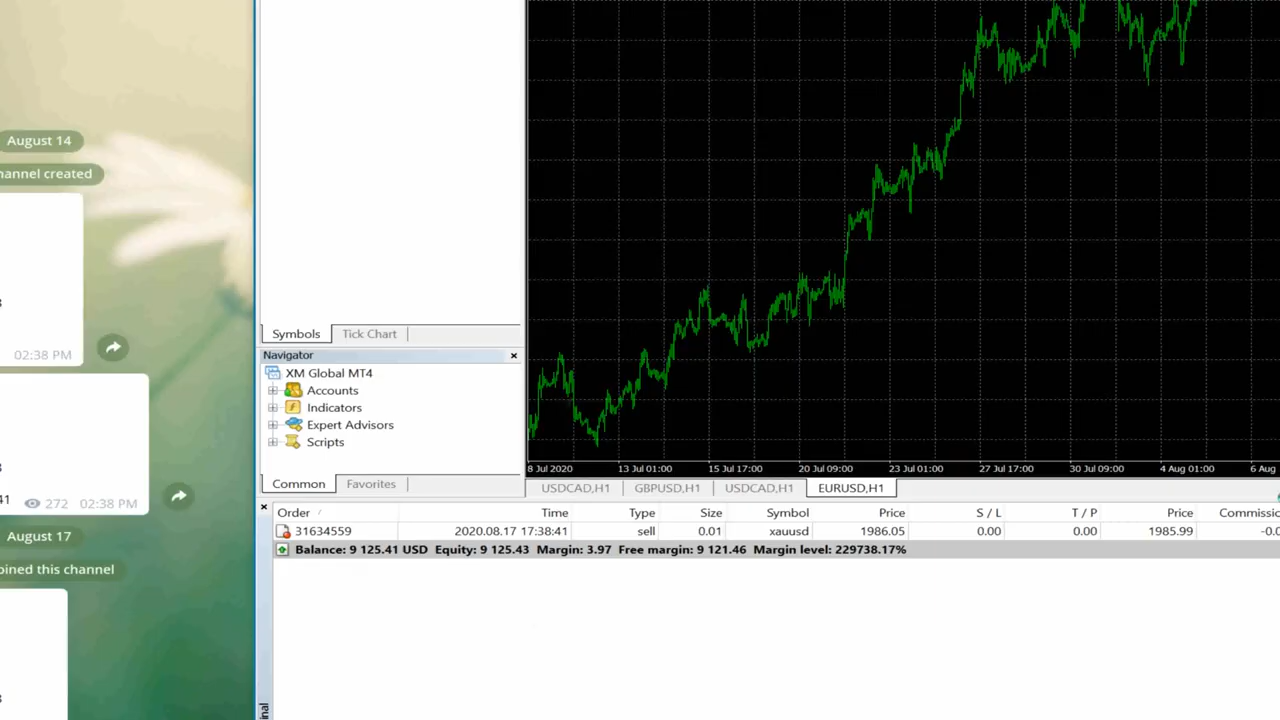 August 14
hannel created
02:38 PM
41 272 02:38 PM
August 17
oined this channel
Symbols Tick Chart
Navigator
XM Global MT4
Accounts
Indicators
Expert Advisors
Scripts
Common Favorites
8 Jul 2020 13 Jul 01:00 15 Jul 17:00 20 Jul 09:00 23 Jul 01:00 27 Jul 17:00 30 Jul 09:00 4 Aug 01:00 6 Aug
USDCAD,H1 GBPUSD,H1 USDCAD,H1 EURUSD,H1
Order Time Type Size Symbol Price S / L T / P Price Commissic
31634559 2020.08.17 17:38:41 sell 0.01 xauusd 1986.05 0.00 0.00 1985.99 -0.0
Balance: 9 125.41 USD Equity: 9 125.43 Margin: 3.97 Free margin: 9 121.46 Margin level: 229738.17%
inal